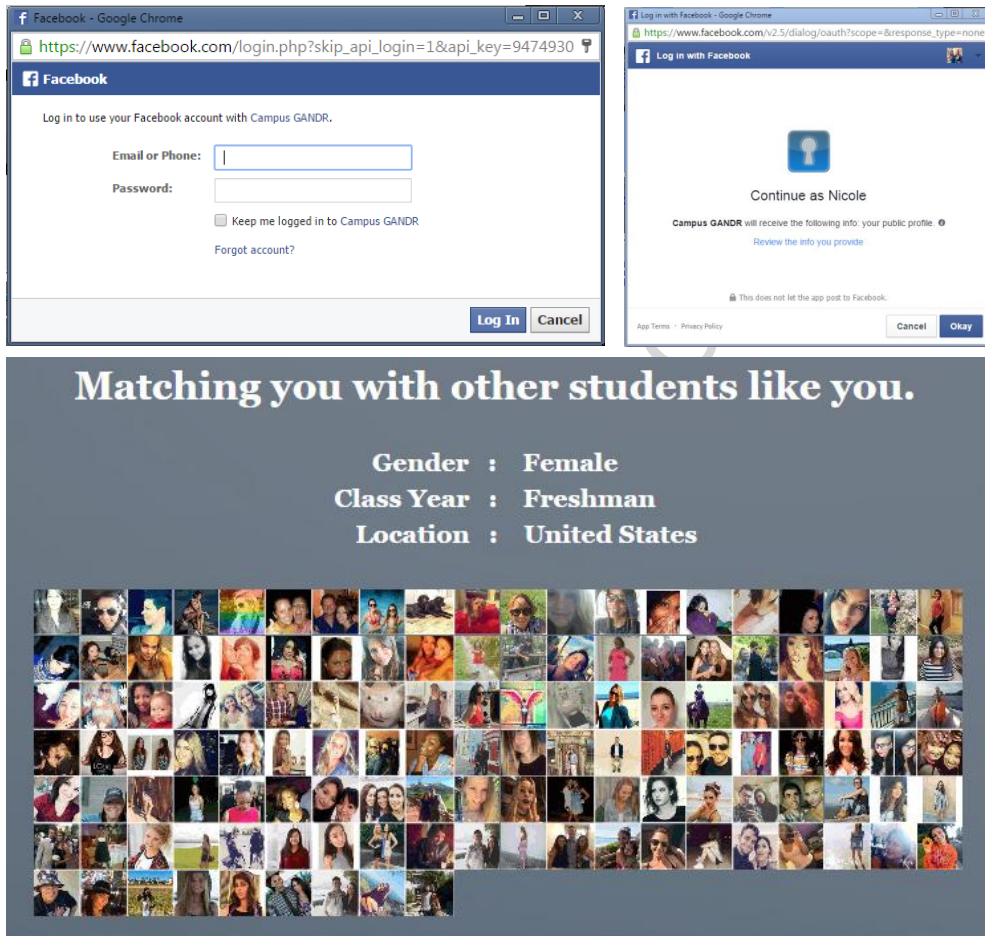 Facebook - Google Chrome
https://www.facebook.com/login.php?skip_api_login=1&api_key=9474930
Facebook
Log in to use your Facebook account with Campus GANDR.
Email or Phone:
Password:
Keep me logged in to Campus GANDR
Forgot account?
Log In Cancel
Log in with Facebook - Google Chrome
https://www.facebook.com/v2.5/dialog/oauth?scope=&response_type=none
Log in with Facebook
Continue as Nicole
Campus GANDR will receive the following info: your public profile.
Review the info you provide
This does not let the app post to Facebook.
App Terms · Privacy Policy Cancel Okay
Matching you with other students like you.
Gender : Female
Class Year : Freshman
Location : United States